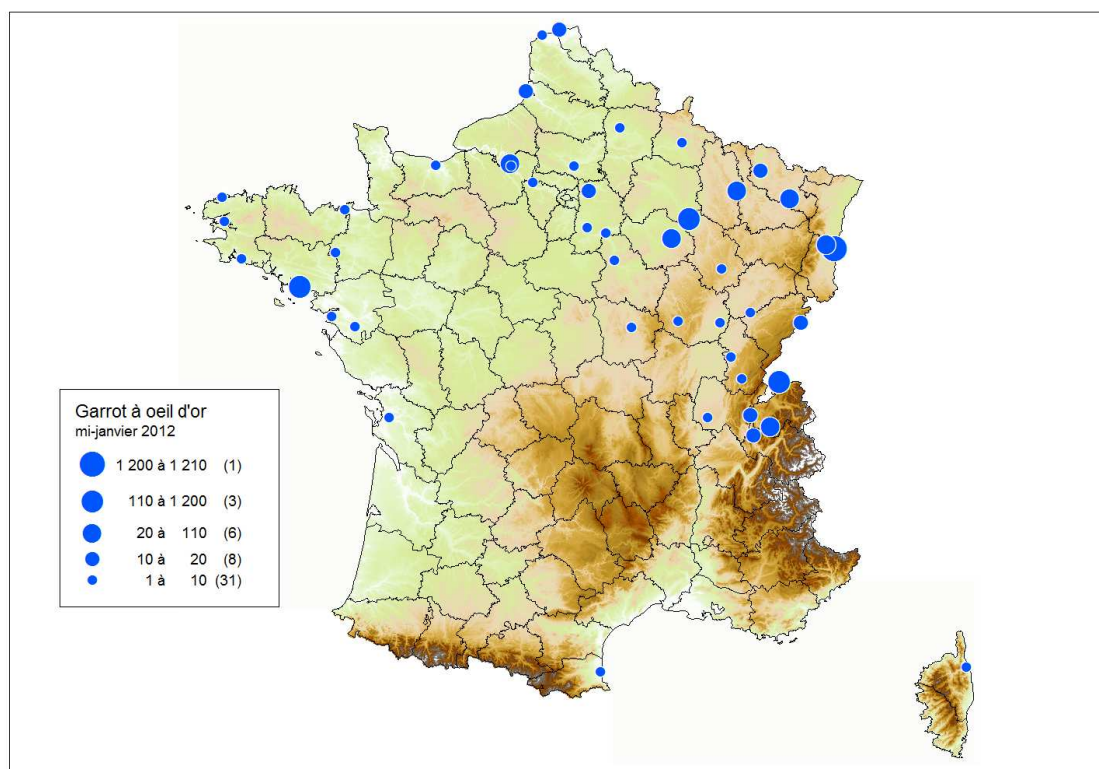 Garrot à oeil d'or
mi-janvier 2012
1 200 à 1 210 (1)
110 à 1 200 (3)
20 à 110 (6)
10 à 20 (8)
1 à 10 (31)